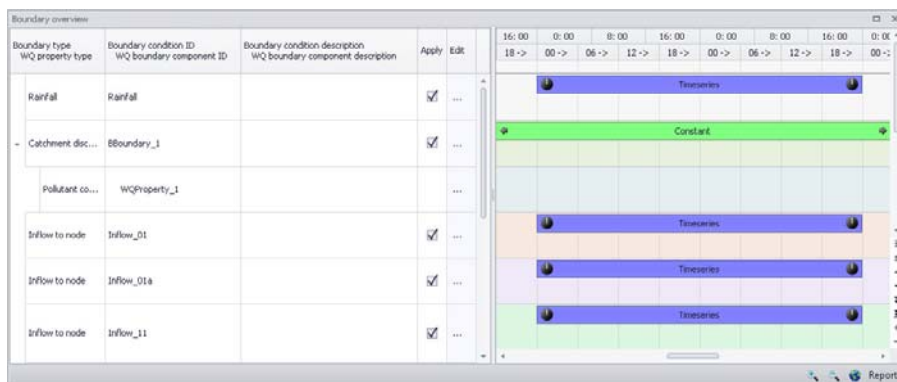 Boundary overview
Boundary type
WQ property type
Boundary condition ID
WQ boundary component ID
Boundary condition description
WQ boundary component description
Apply Edit
16: 00 0: 00 8: 00 16: 00 0: 00 8: 00 16: 00
18 -> 00 -> 06 -> 12 -> 18 -> 00 -> 06 -> 12 -> 18 -> 00 ->
Rainfall Rainfall ... Timeseries
Catchment disc... BBoundary_1 ... Constant
Pollutant co... WQProperty_1 ...
Inflow to node Inflow_01 ... Timeseries
Inflow to node Inflow_01a ... Timeseries
Inflow to node Inflow_11 ... Timeseries
Report